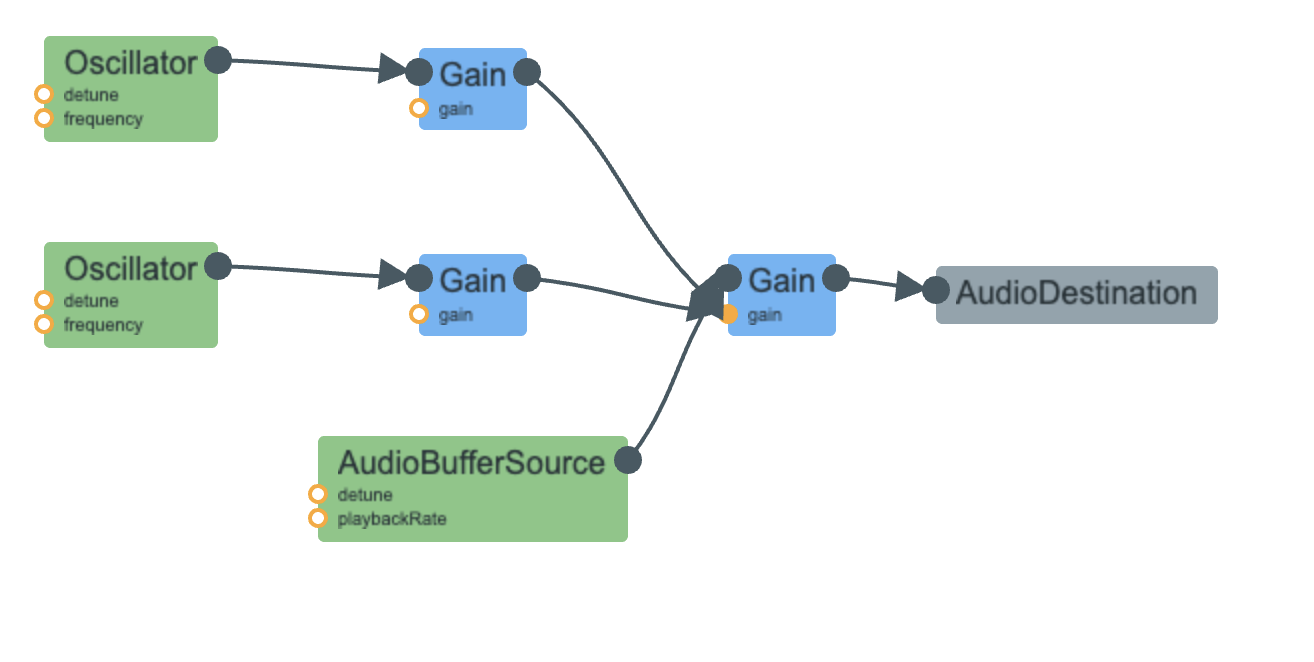 Oscillator
detune
frequency
Gain
gain
Oscillator
detune
frequency
Gain
gain
Gain
gain
AudioDestination
AudioBufferSource
detune
playbackRate